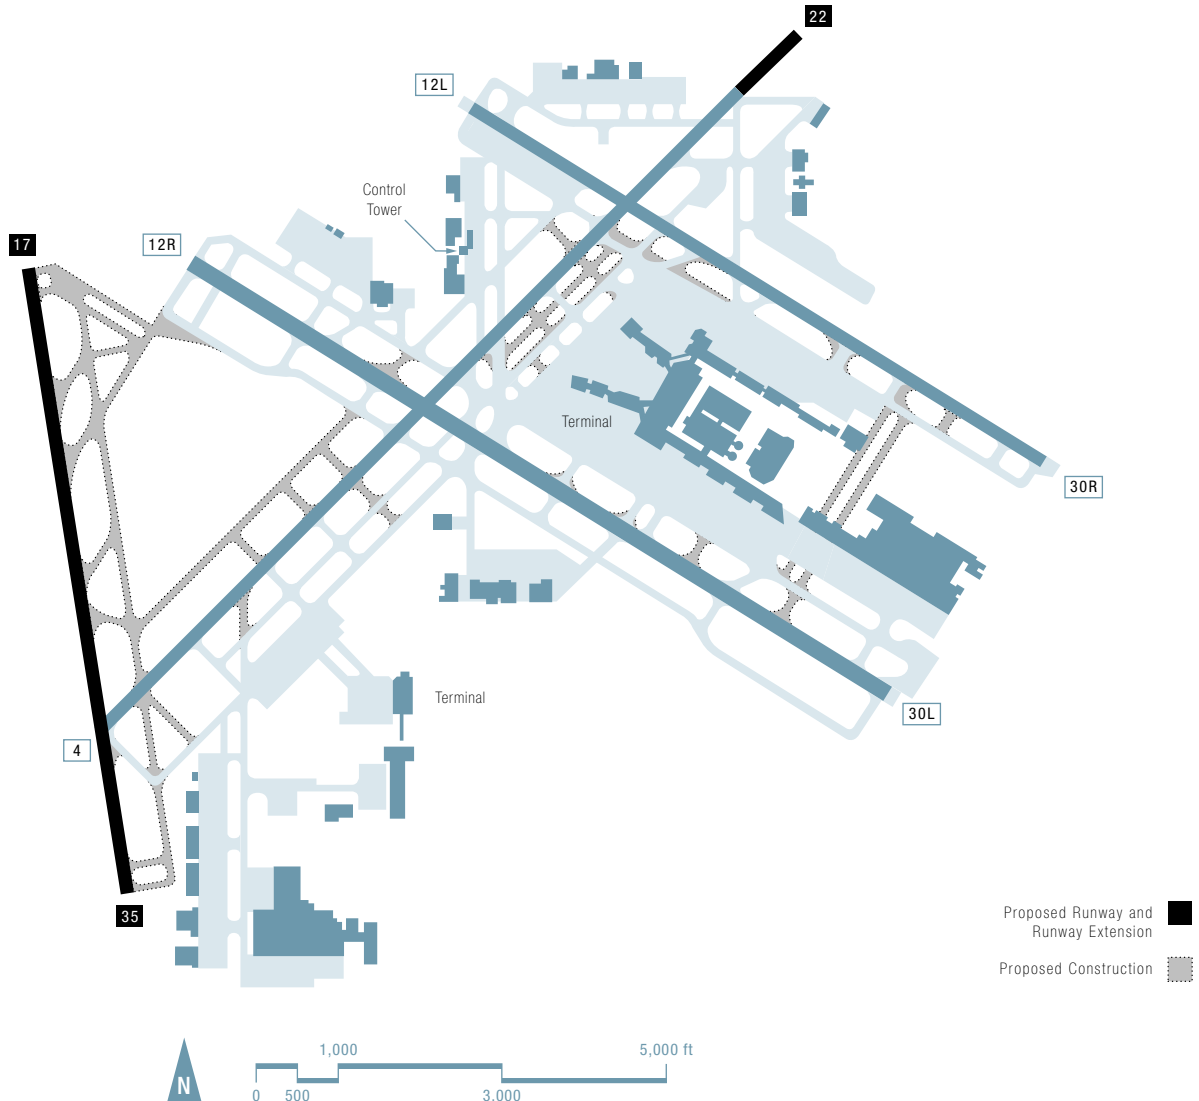 22
12L
Control
Tower
17
12R
Terminal
30R
Terminal
30L
4
35
Proposed Runway and
Runway Extension
Proposed Construction
N
1,000
5,000 ft
0
500
3.000